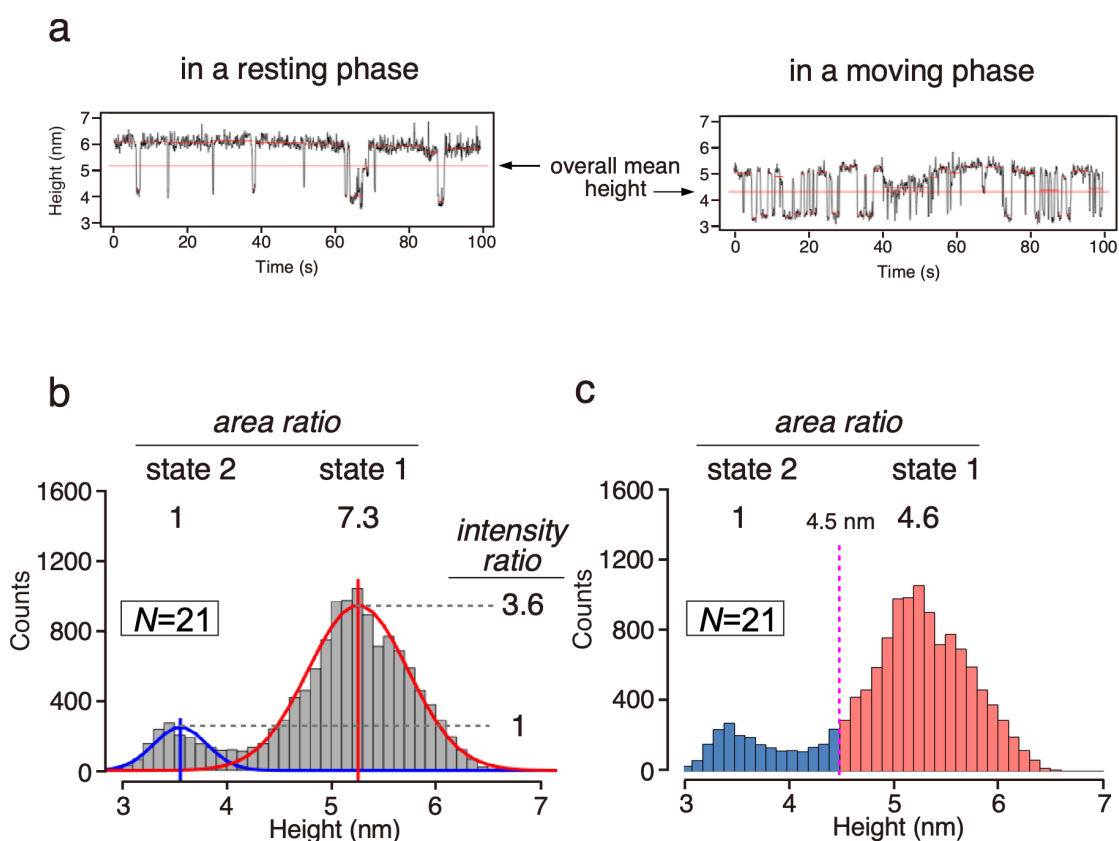 a
in a resting phase
in a moving phase
7
6
5
4
3
Height (nm)
0 20 40 60 80 100
Time (s)
overall mean
height
7
6
5
4
3
0 20 40 60 80 100
Time (s)
b
area ratio
state 2 state 1
1 7.3
intensity
ratio
3.6
1
N=21
1600
1200
800
400
0
Counts
3 4 5 6 7
Height (nm)
c
area ratio
state 2 state 1
1 4.5 nm 4.6
N=21
1600
1200
800
400
0
Counts
3 4 5 6 7
Height (nm)